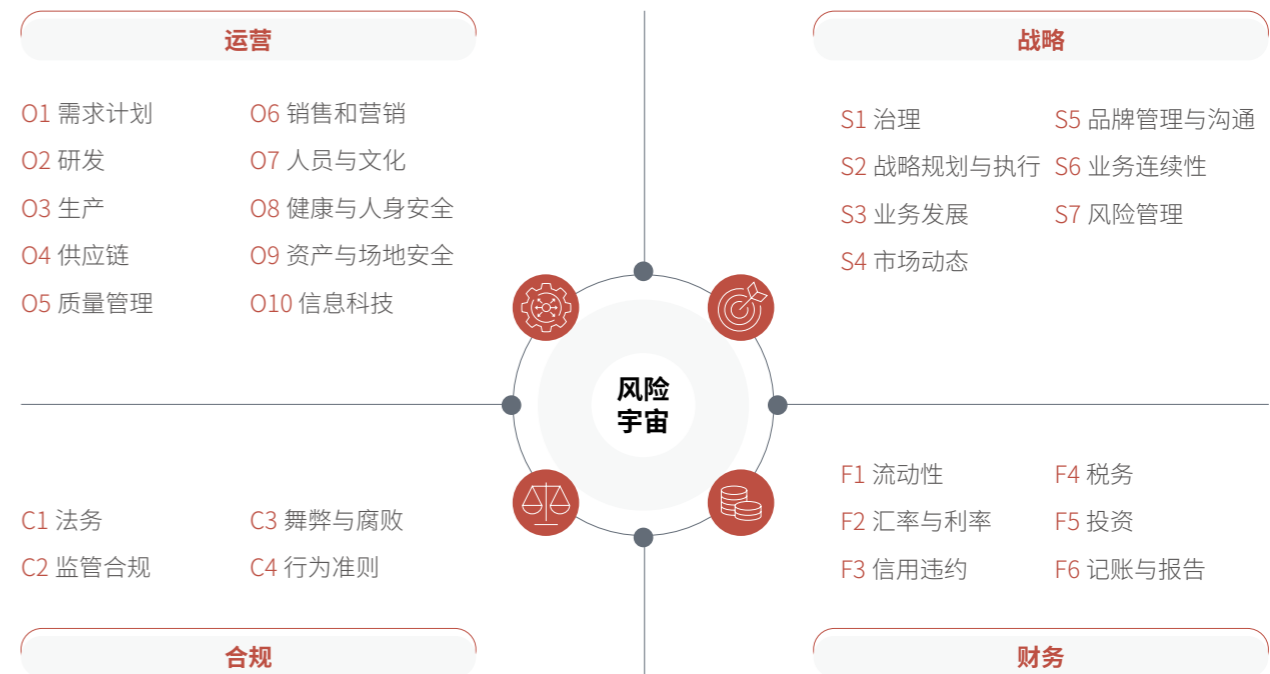 运营
O1 需求计划
O2 研发
O3 生产
O4 供应链
O5 质量管理
O6 销售和营销
O7 人员与文化
O8 健康与人身安全
O9 资产与场地安全
O10 信息科技
战略
S1 治理
S2 战略规划与执行
S3 业务发展
S4 市场动态
S5 品牌管理与沟通
S6 业务连续性
S7 风险管理
风险
宇宙
C1 法务
C2 监管合规
C3 舞弊与腐败
C4 行为准则
合规
F1 流动性
F2 汇率与利率
F3 信用违约
F4 税务
F5 投资
F6 记账与报告
财务